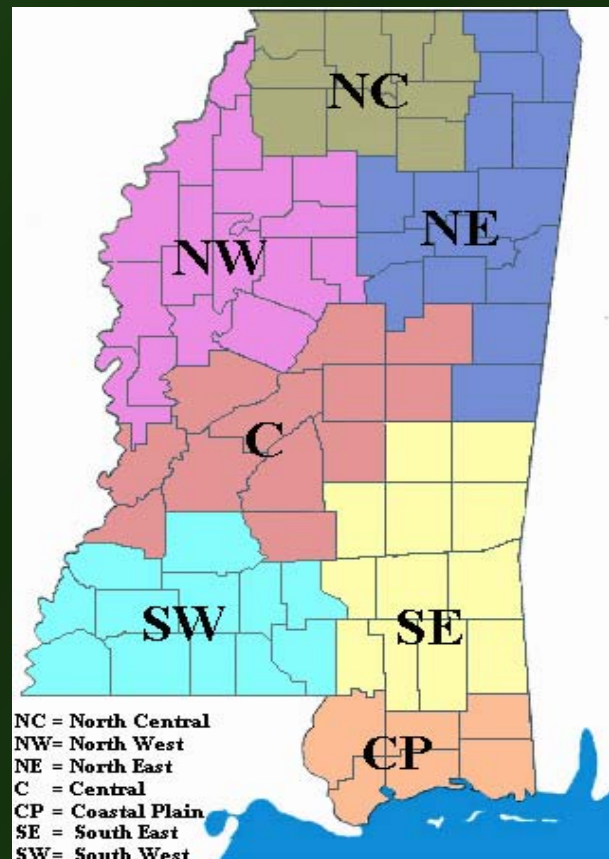 NC
NE
NW
C
SW
SE
CP
NC = North Central
NW= North West
NE = North East
C = Central
CP = Coastal Plain
SE = South East
SW= South West